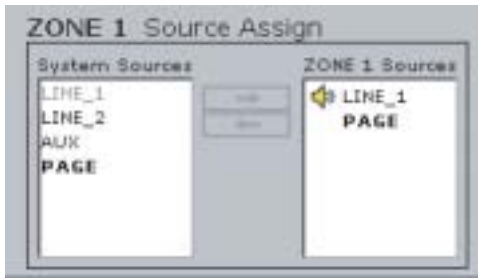 ZONE 1 Source Assign
System Sources
ZONE 1 Sources
LINE_1
LINE_2
AUX
PAGE
LINE_1
PAGE